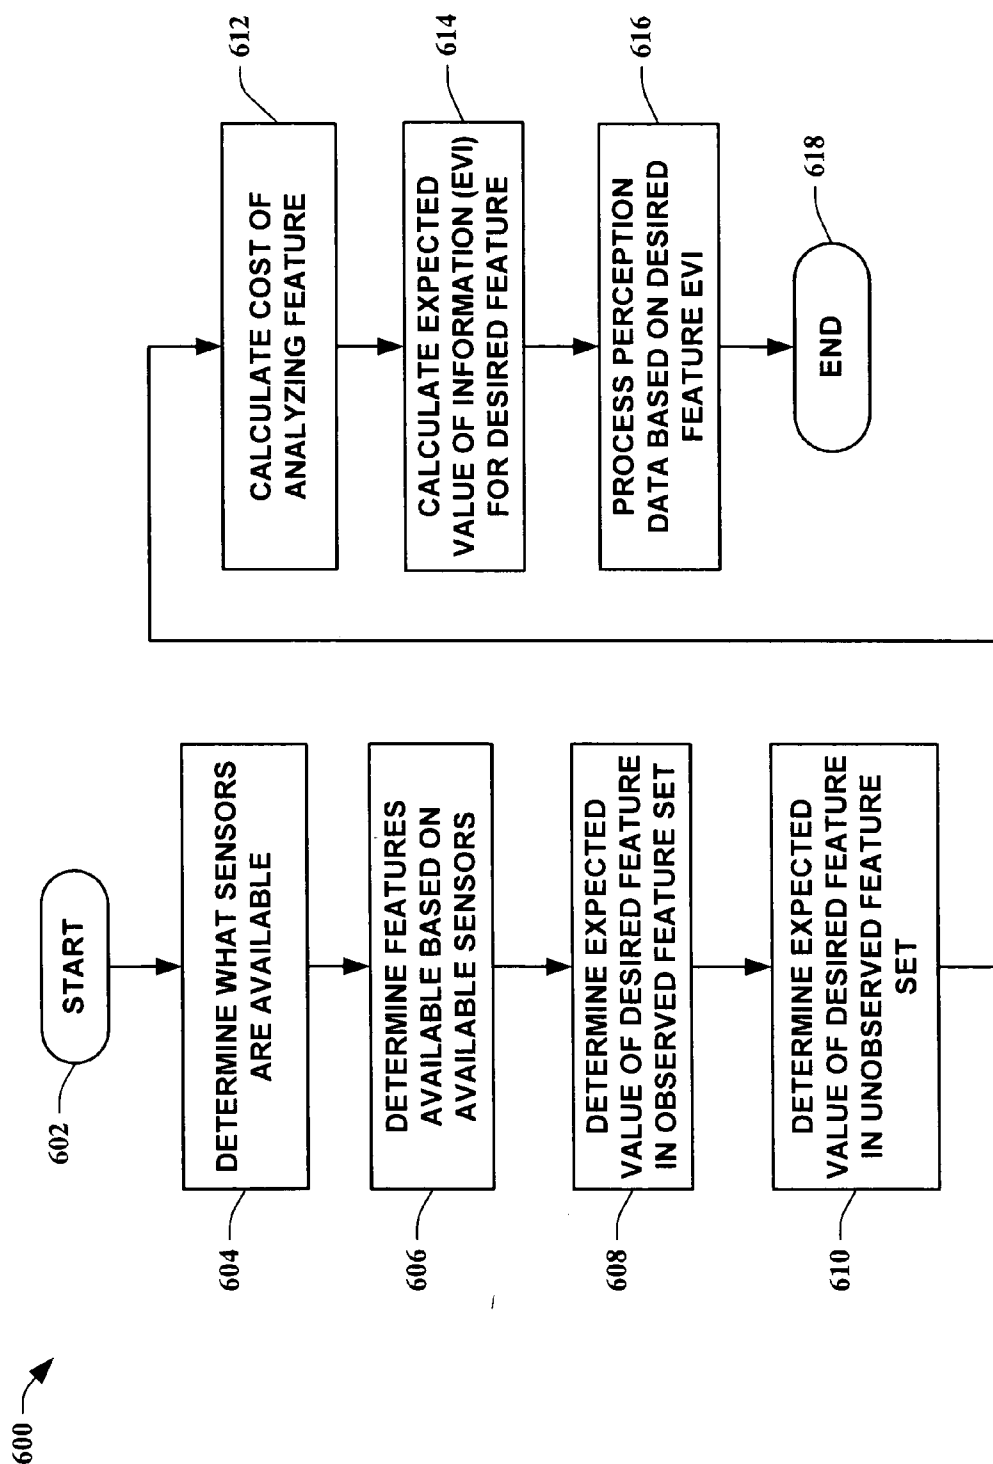 600
START
602
DETERMINE WHAT SENSORS
ARE AVAILABLE
604
DETERMINE FEATURES
AVAILABLE BASED ON
AVAILABLE SENSORS
606
DETERMINE EXPECTED
VALUE OF DESIRED FEATURE
IN OBSERVED FEATURE SET
608
DETERMINE EXPECTED
VALUE OF DESIRED FEATURE
IN UNOBSERVED FEATURE
SET
610
CALCULATE COST OF
ANALYZING FEATURE
612
CALCULATE EXPECTED
VALUE OF INFORMATION (EVI)
FOR DESIRED FEATURE
614
PROCESS PERCEPTION
DATA BASED ON DESIRED
FEATURE EVI
616
END
618